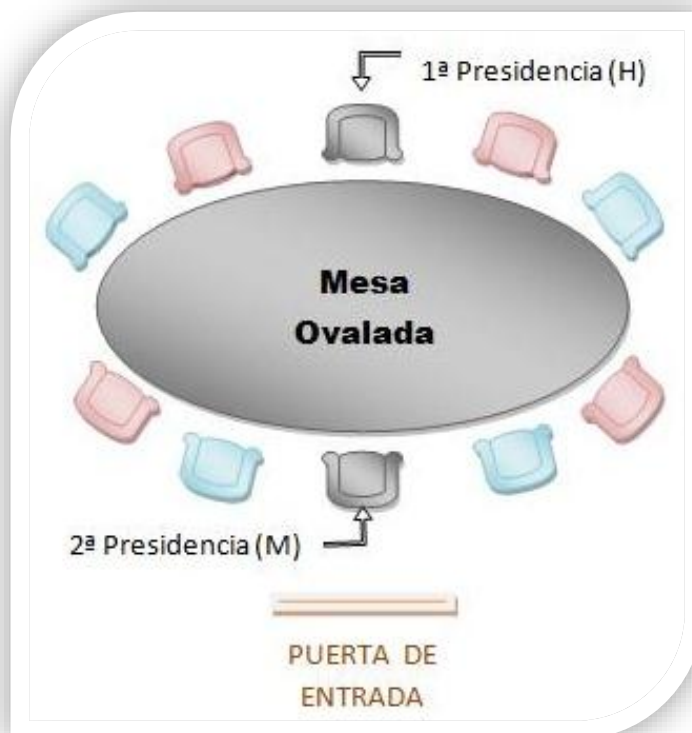 1ª Presidencia (H)
Mesa
Ovalada
2ª Presidencia (M)
PUERTA DE
ENTRADA